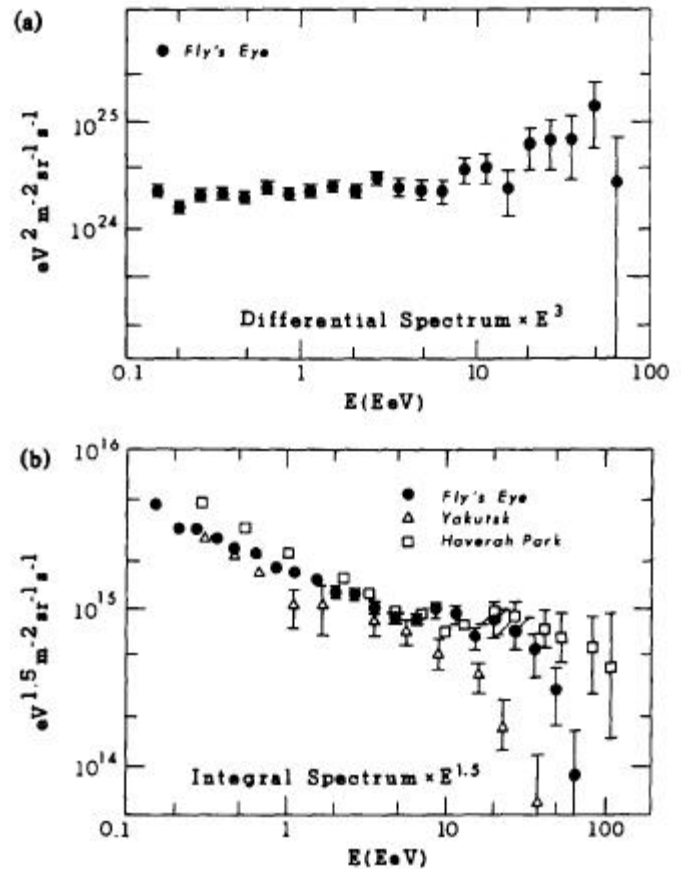 (a)
● Fly's Eye
10^25
10^24
eV^2 m^-2 sr^-1 s^-1
Differential Spectrum × E^3
0.1 1 10 100
E(EeV)
(b)
10^16
● Fly's Eye
△ Yakutsk
□ Haverah Park
10^15
10^14
eV^1.5 m^-2 sr^-1 s^-1
Integral Spectrum × E^1.5
0.1 1 10 100
E(EeV)